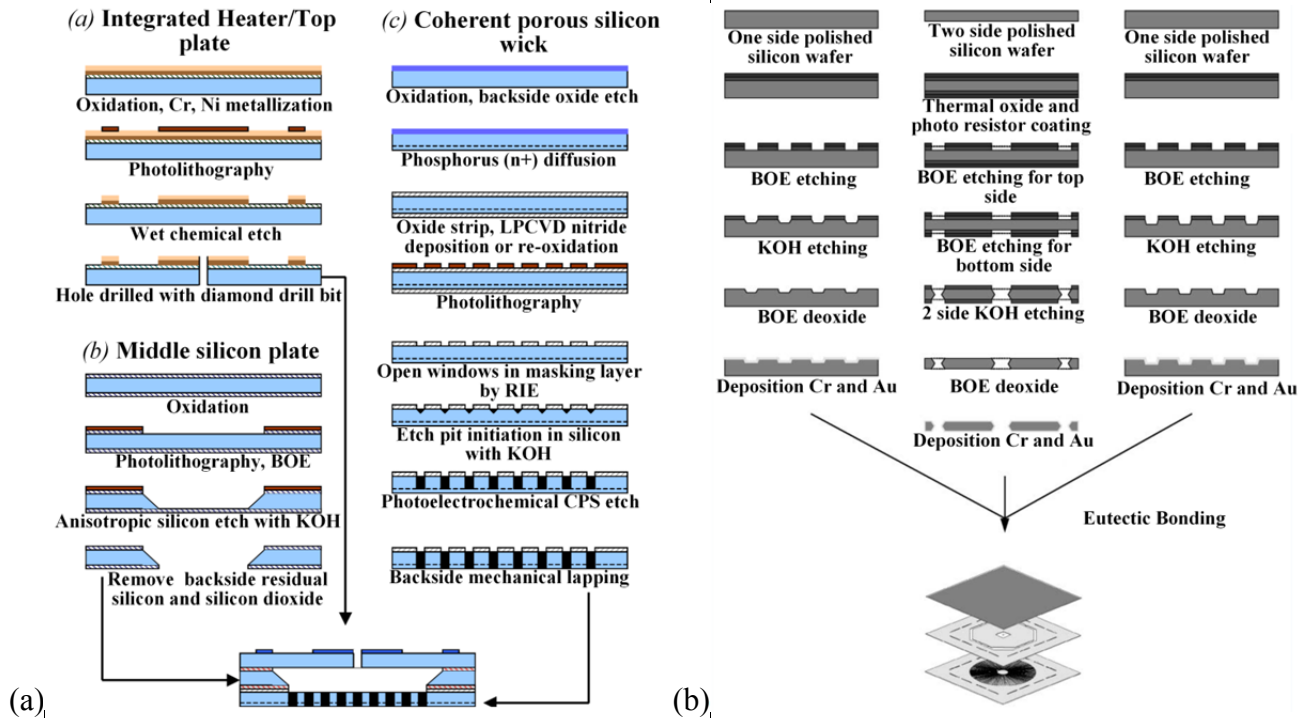 (a) Integrated Heater/Top
plate
Oxidation, Cr, Ni metallization
Photolithography
Wet chemical etch
Hole drilled with diamond drill bit
(b) Middle silicon plate
Oxidation
Photolithography, BOE
Anisotropic silicon etch with KOH
Remove backside residual
silicon and silicon dioxide
(c) Coherent porous silicon
wick
Oxidation, backside oxide etch
Phosphorus (n+) diffusion
Oxide strip, LPCVD nitride
deposition or re-oxidation
Photolithography
Open windows in masking layer
by RIE
Etch pit initiation in silicon
with KOH
Photoelectrochemical CPS etch
Backside mechanical lapping
(a)
One side polished
silicon wafer
BOE etching
KOH etching
BOE deoxide
Deposition Cr and Au
Two side polished
silicon wafer
Thermal oxide and
photo resistor coating
BOE etching for top
side
BOE etching for
bottom side
2 side KOH etching
BOE deoxide
Deposition Cr and Au
One side polished
silicon wafer
BOE etching
KOH etching
BOE deoxide
Deposition Cr and Au
Eutectic Bonding
(b)